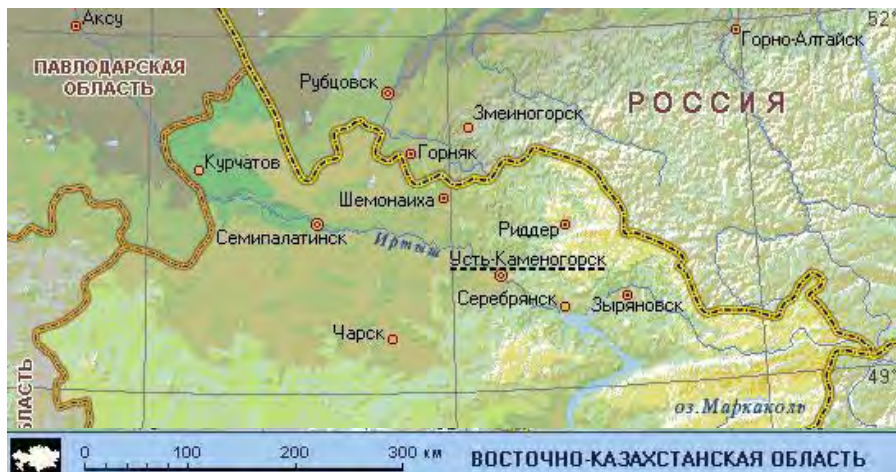 Аксу
52°
Горно-Алтайск
ПАВЛОДАРСКАЯ
ОБЛАСТЬ
Рубцовск
РОССИЯ
Змеиногорск
Горняк
Курчатов
Шемонаиха
Риддер
Семипалатинск
Иртыш
Усть-Каменогорск
Серебрянск
Зыряновск
Чарск
49°
БЛАСТЬ
оз.Маркаколь
0 100 200 300 км
ВОСТОЧНО-КАЗАХСТАНСКАЯ ОБЛАСТЬ